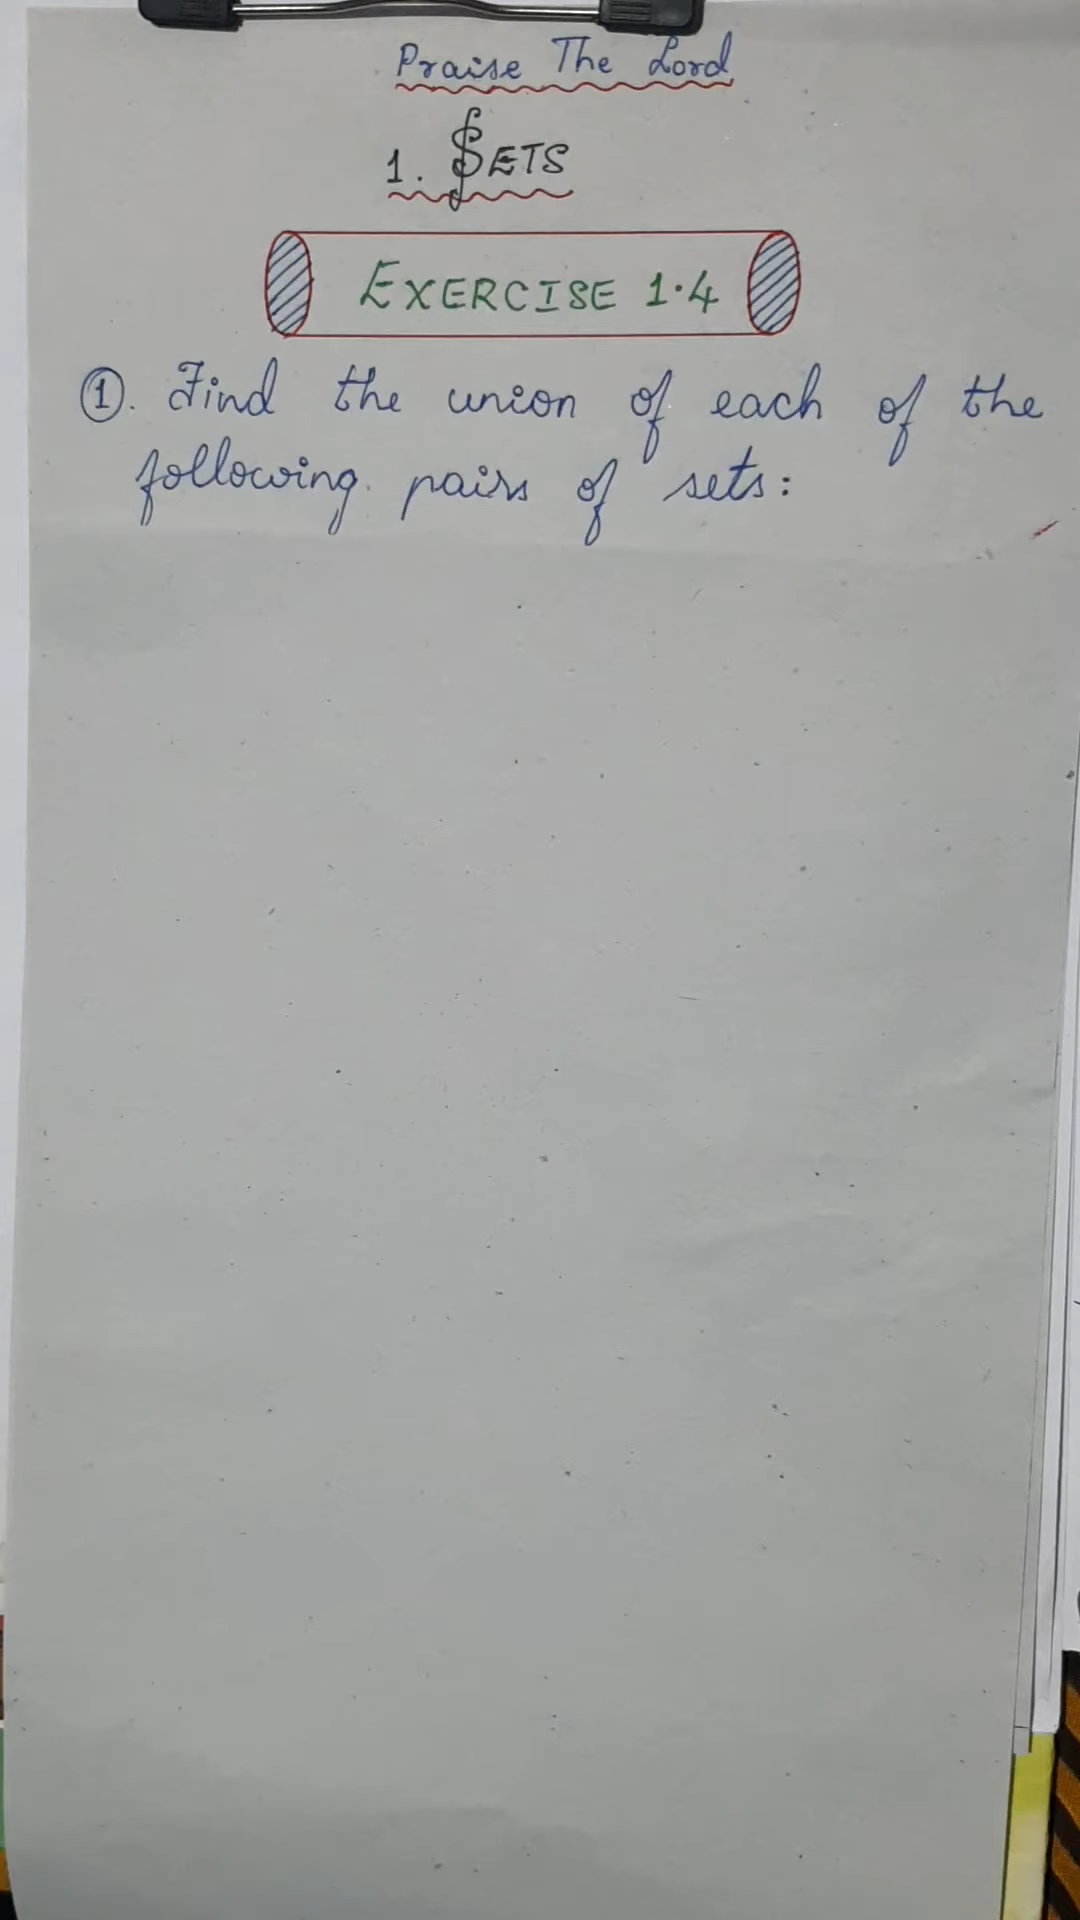 Praise The Lord
1. SETS
EXERCISE 1.4
1. Find the union of each of the
following pairs of sets: